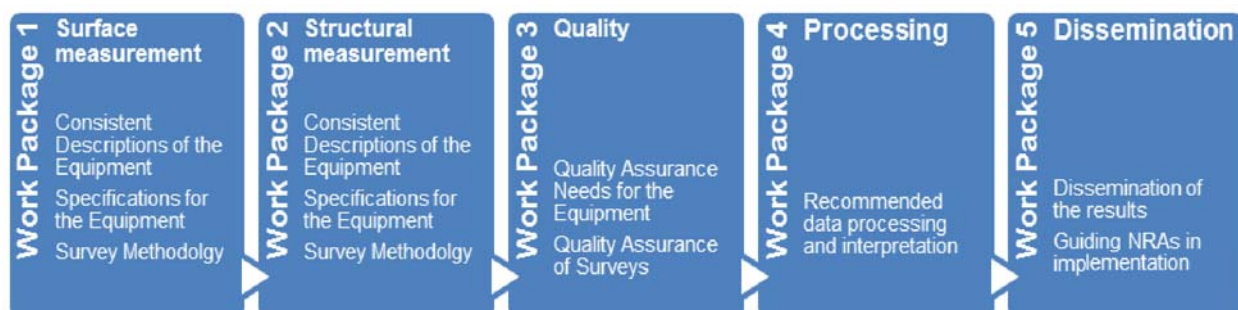 Work Package 1
Surface
measurement
Consistent
Descriptions of the
Equipment
Specifications for
the Equipment
Survey Methodolgy
Work Package 2
Structural
measurement
Consistent
Descriptions of the
Equipment
Specifications for
the Equipment
Survey Methodolgy
Work Package 3
Quality
Quality Assurance
Needs for the
Equipment
Quality Assurance
of Surveys
Work Package 4
Processing
Recommended
data processing
and interpretation
Work Package 5
Dissemination
Dissemination of
the results
Guiding NRAs in
implementation